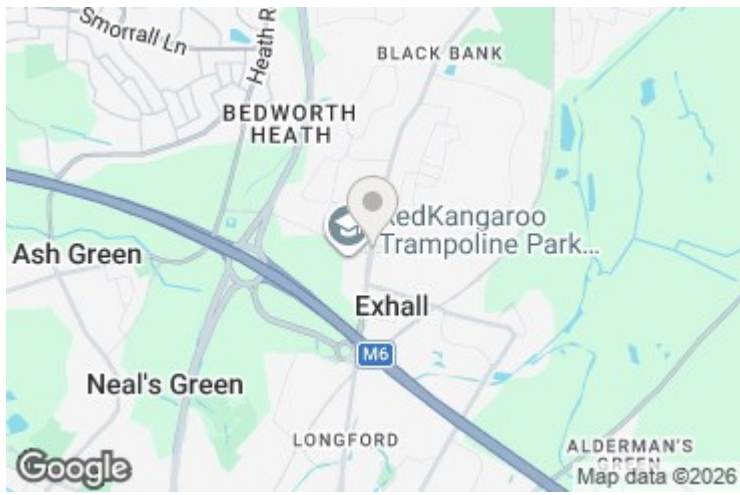 Smorrall Ln
Heath R
BLACK BANK
BEDWORTH
HEATH
RedKangaroo
Trampoline Park...
Ash Green
Exhall
M6
Neal's Green
LONGFORD
ALDERMAN'S
GREEN
Google
Map data ©2026